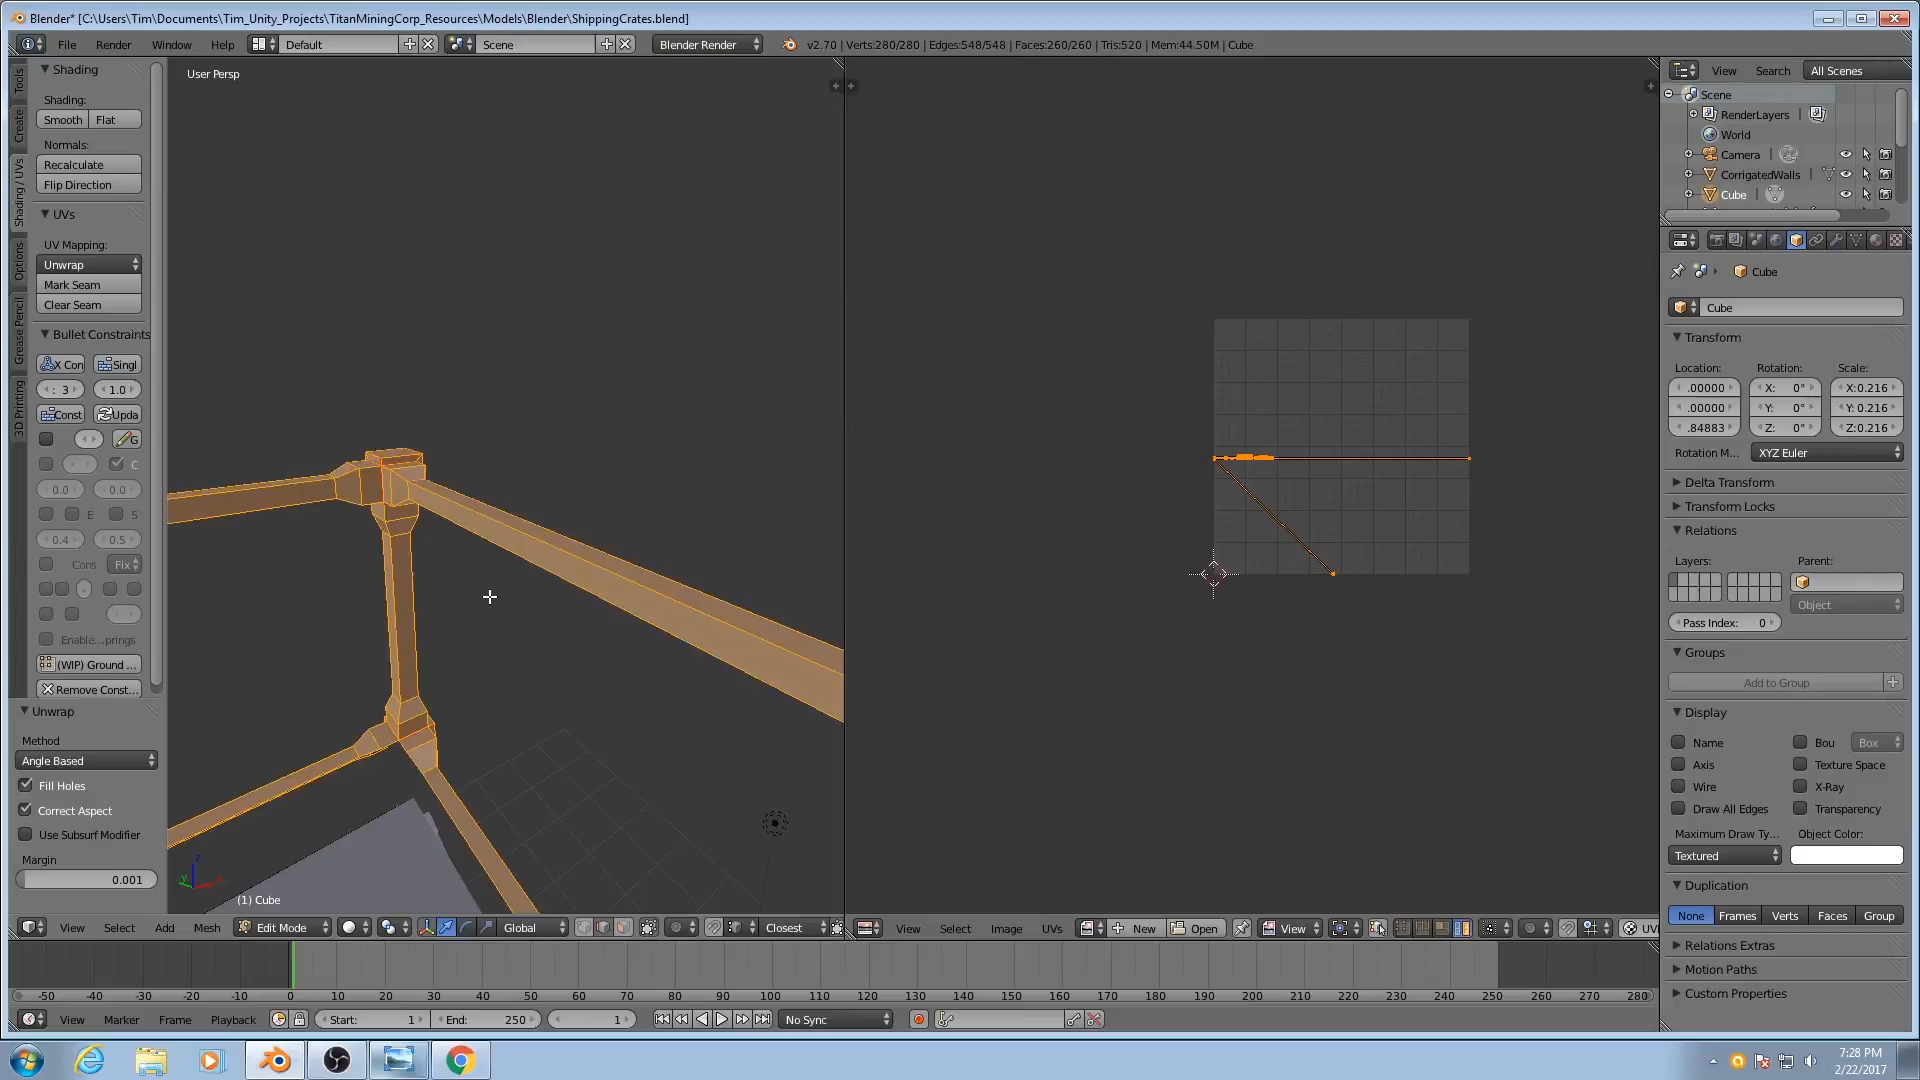 Blender* [C:\Users\Tim\Documents\Tim_Unity_Projects\TitanMiningCorp_Resources\Models\Blender\ShippingCrates.blend]
File Render Window Help Default Scene Blender Render v2.70 | Verts:280/280 | Edges:548/548 | Faces:260/260 | Tris:520 | Mem:44.50M | Cube
Tools
Create
Shading / UVs
Options
Grease Pencil
3D Printing
Shading
Shading:
Smooth Flat
Normals:
Recalculate
Flip Direction
UVs
UV Mapping:
Unwrap
Mark Seam
Clear Seam
Bullet Constraints
X Con Singl
: 3 1.0
Const Upda
G
C
0.0 0.0
E S
0.4 0.5
Cons Fix
Enable...prings
(WIP) Ground ...
Remove Const...
Unwrap
Method
Angle Based
Fill Holes
Correct Aspect
Use Subsurf Modifier
Margin
0.001
User Persp
z
y
(1) Cube
View Select Add Mesh Edit Mode Global Closest
View Select Image UVs New Open View UV
View Search All Scenes
Scene
RenderLayers
World
Camera
CorrigatedWalls
Cube
Cube
Cube
Transform
Location: Rotation: Scale:
.00000 X: 0° X:0.216
.00000 Y: 0° Y: 0.216
.84883 Z: 0° Z:0.216
Rotation M... XYZ Euler
Delta Transform
Transform Locks
Relations
Layers: Parent:
Object
Pass Index: 0
Groups
Add to Group
Display
Name Bou Box
Axis Texture Space
Wire X-Ray
Draw All Edges Transparency
Maximum Draw Ty... Object Color:
Textured
Duplication
None Frames Verts Faces Group
Relations Extras
Motion Paths
Custom Properties
-50 -40 -30 -20 -10 0 10 20 30 40 50 60 70 80 90 100 110 120 130 140 150 160 170 180 190 200 210 220 230 240 250 260 270 280
View Marker Frame Playback Start: 1 End: 250 1 No Sync
7:28 PM
2/22/2017